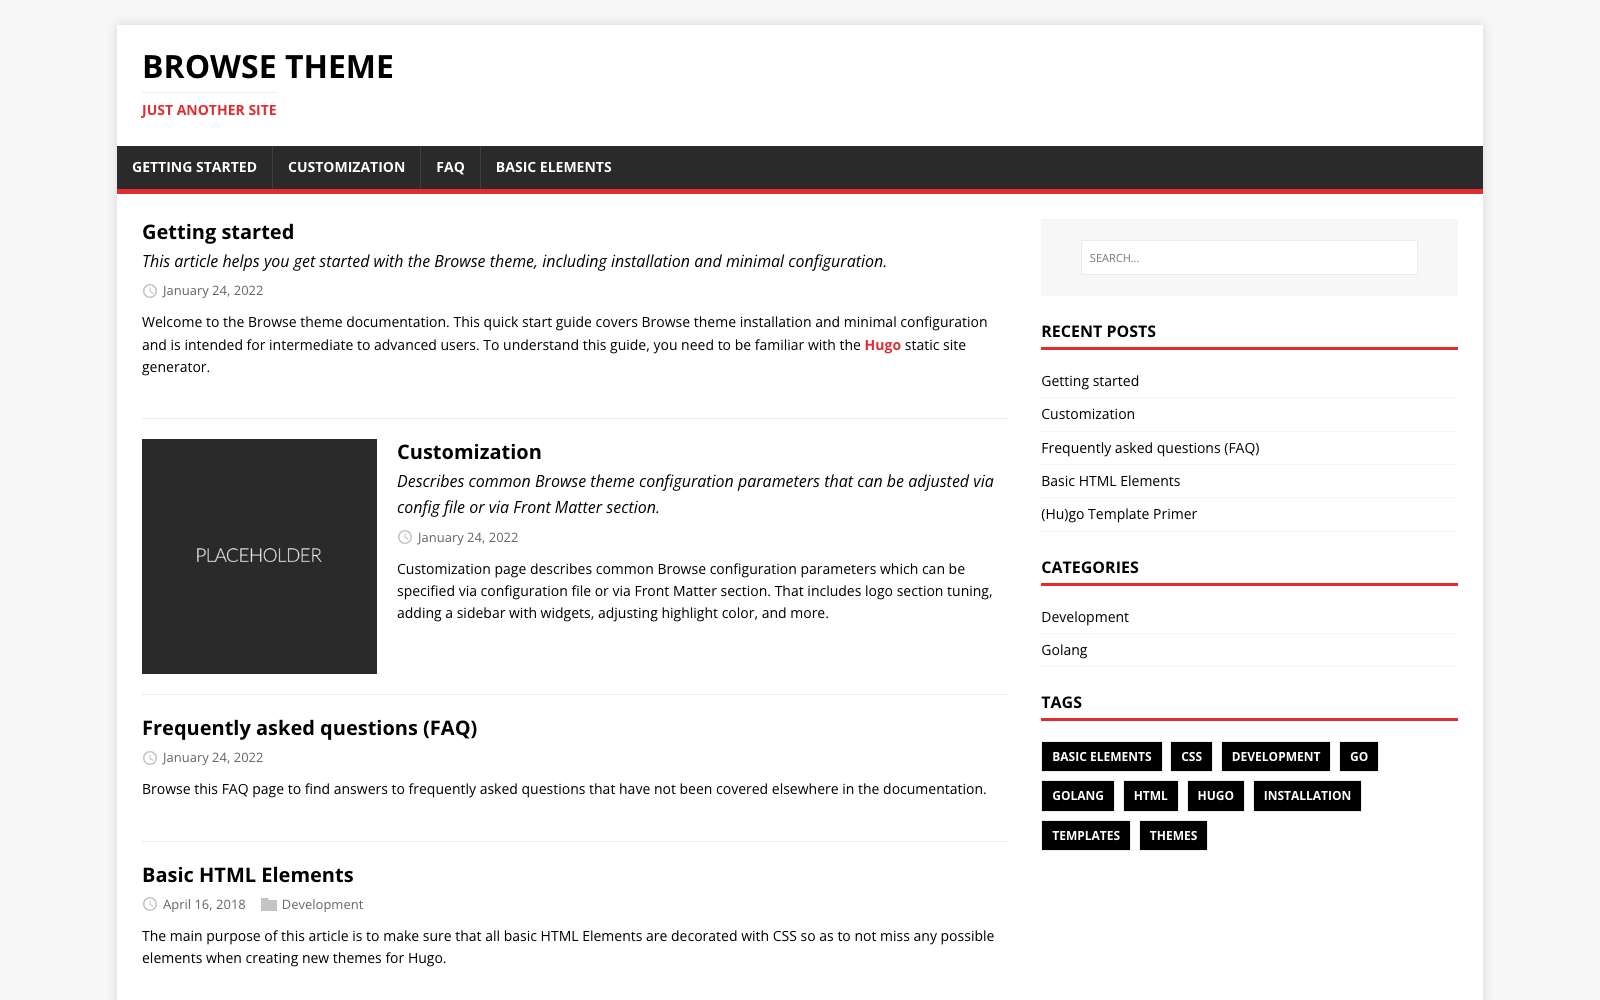 BROWSE THEME
JUST ANOTHER SITE
GETTING STARTED
CUSTOMIZATION
FAQ
BASIC ELEMENTS
Getting started
This article helps you get started with the Browse theme, including installation and minimal configuration.
January 24, 2022
Welcome to the Browse theme documentation. This quick start guide covers Browse theme installation and minimal configuration
and is intended for intermediate to advanced users. To understand this guide, you need to be familiar with the Hugo static site
generator.
PLACEHOLDER
Customization
Describes common Browse theme configuration parameters that can be adjusted via
config file or via Front Matter section.
January 24, 2022
Customization page describes common Browse configuration parameters which can be
specified via configuration file or via Front Matter section. That includes logo section tuning,
adding a sidebar with widgets, adjusting highlight color, and more.
Frequently asked questions (FAQ)
January 24, 2022
Browse this FAQ page to find answers to frequently asked questions that have not been covered elsewhere in the documentation.
Basic HTML Elements
April 16, 2018 Development
The main purpose of this article is to make sure that all basic HTML Elements are decorated with CSS so as to not miss any possible
elements when creating new themes for Hugo.
SEARCH...
RECENT POSTS
Getting started
Customization
Frequently asked questions (FAQ)
Basic HTML Elements
(Hu)go Template Primer
CATEGORIES
Development
Golang
TAGS
BASIC ELEMENTS CSS DEVELOPMENT GO
GOLANG HTML HUGO INSTALLATION
TEMPLATES THEMES